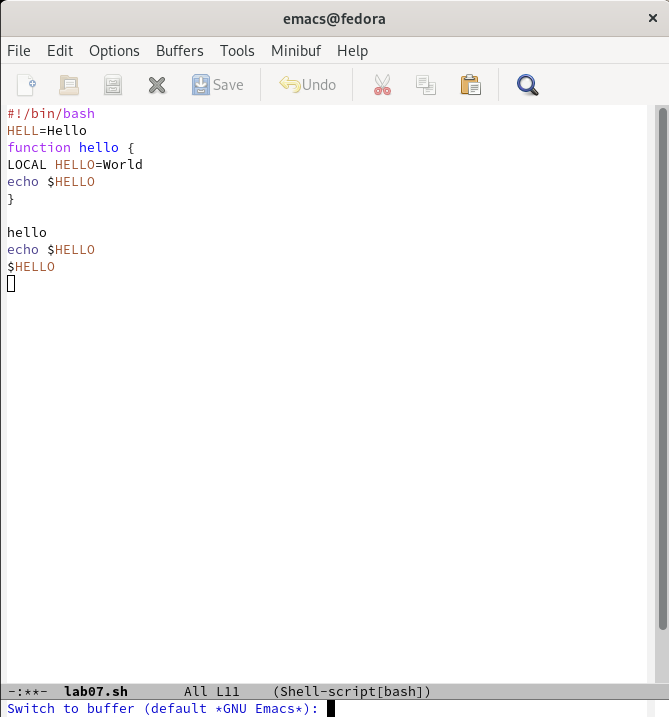 emacs@fedora
File Edit Options Buffers Tools Minibuf Help
Save Undo
#!/bin/bash
HELL=Hello
function hello {
LOCAL HELLO=World
echo $HELLO
}
hello
echo $HELLO
$HELLO
-:**- lab07.sh All L11 (Shell-script[bash])
Switch to buffer (default *GNU Emacs*):